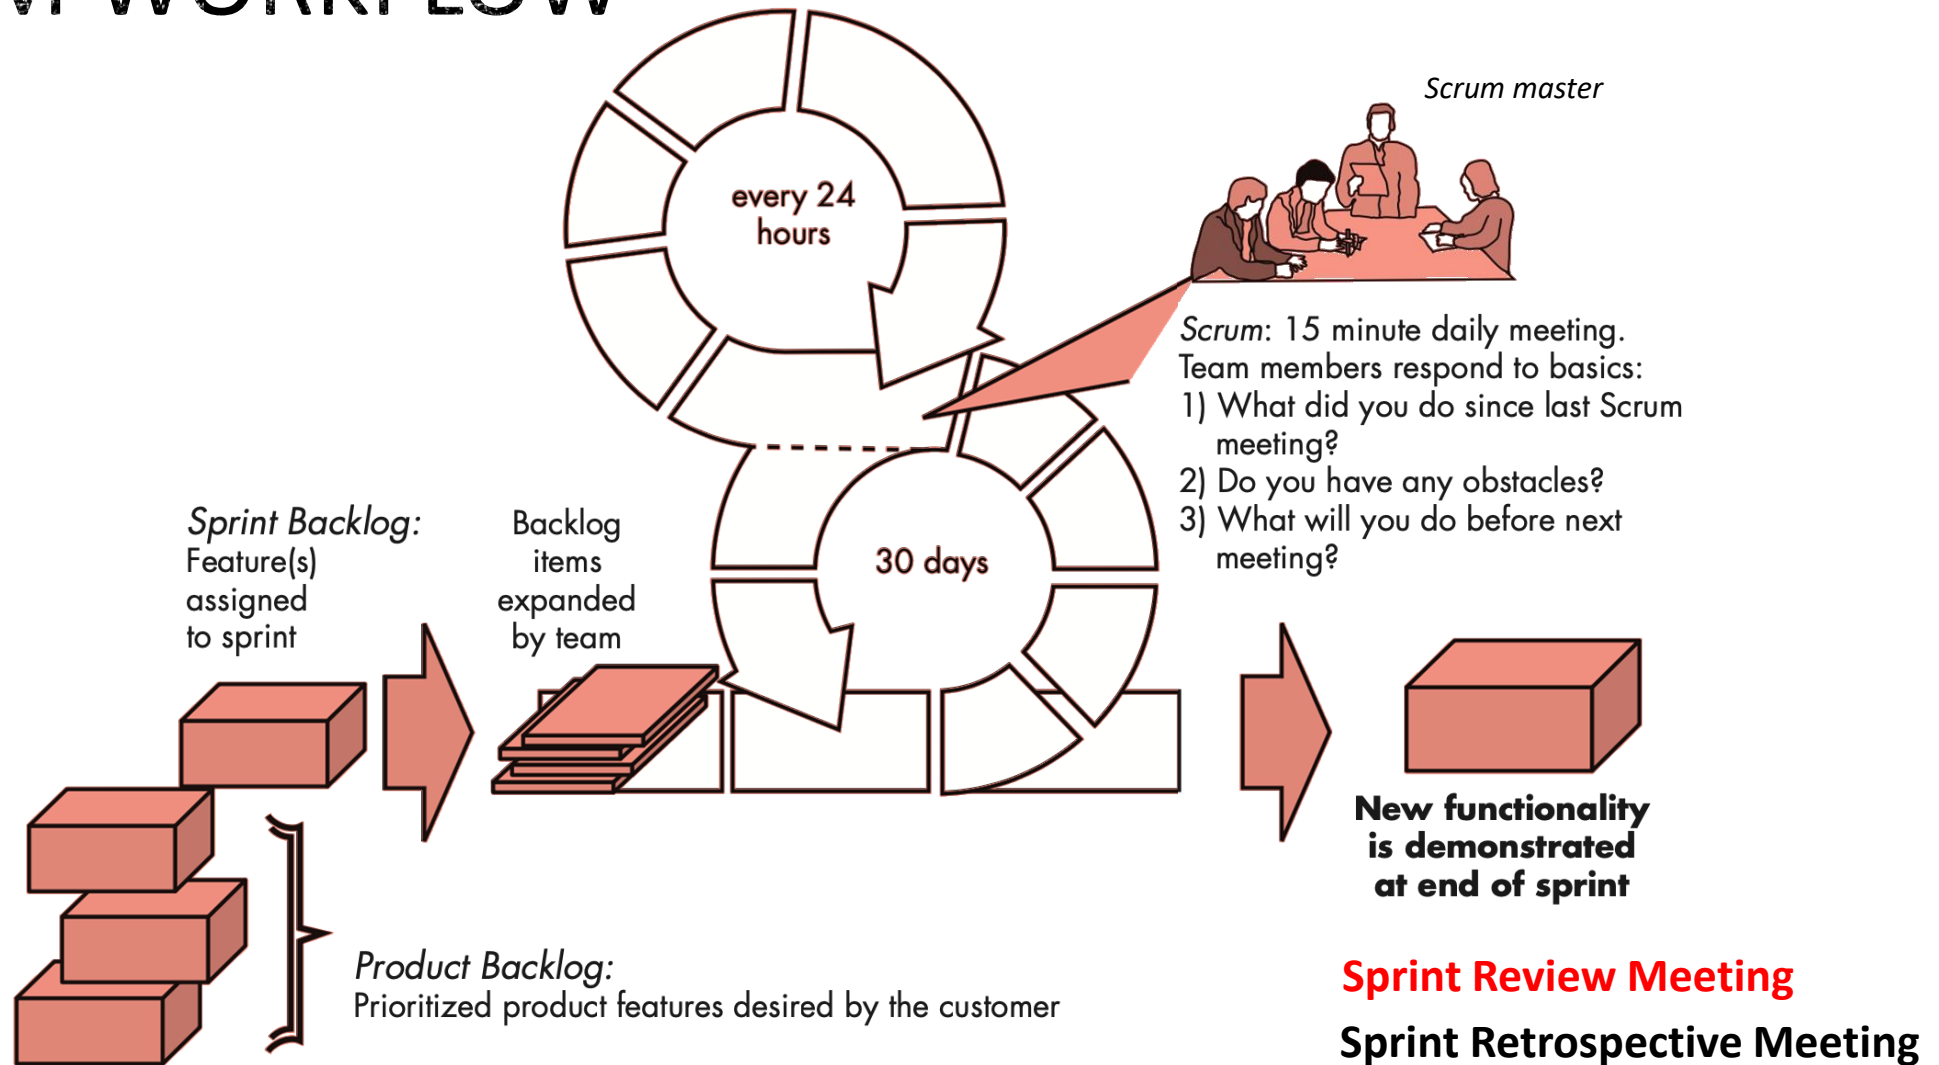 WORKFLOW
Scrum master
every 24
hours
Scrum: 15 minute daily meeting.
Team members respond to basics:
1) What did you do since last Scrum
meeting?
2) Do you have any obstacles?
3) What will you do before next
meeting?
Sprint Backlog:
Feature(s)
assigned
to sprint
Backlog
items
expanded
by team
30 days
New functionality
is demonstrated
at end of sprint
Product Backlog:
Prioritized product features desired by the customer
Sprint Review Meeting
Sprint Retrospective Meeting